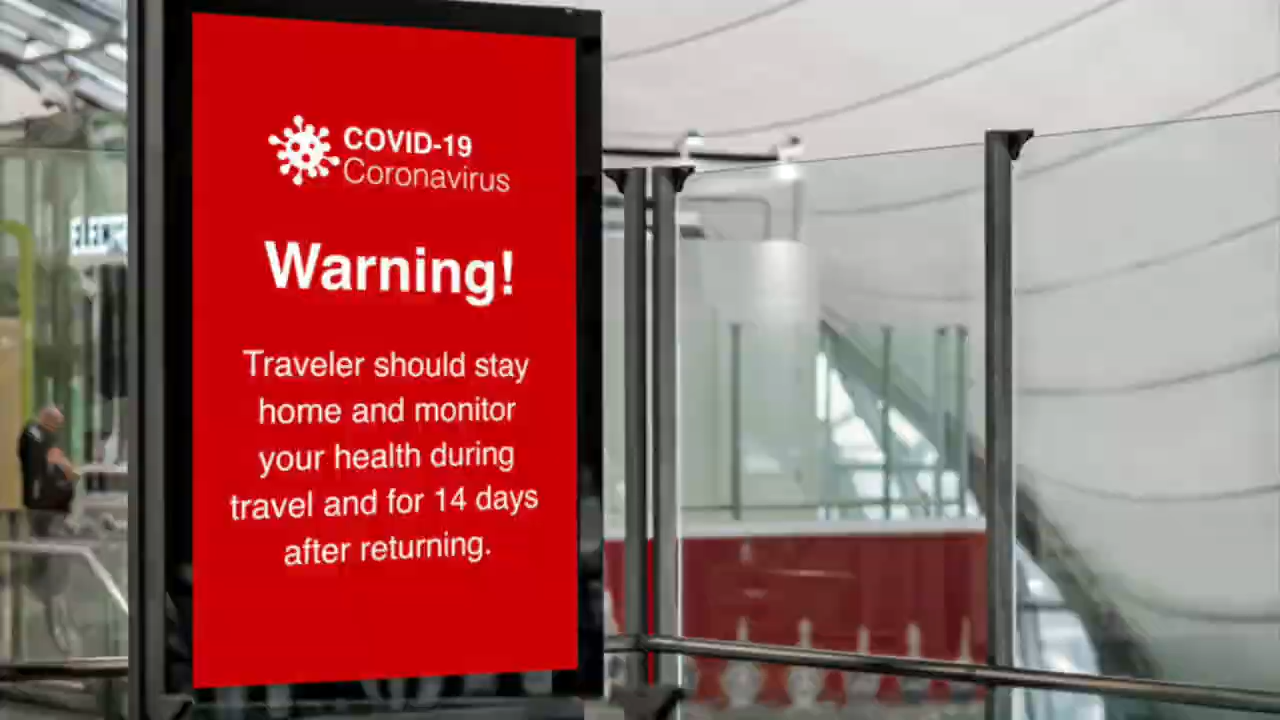 COVID-19
Coronavirus
Warning!
Traveler should stay
home and monitor
your health during
travel and for 14 days
after returning.